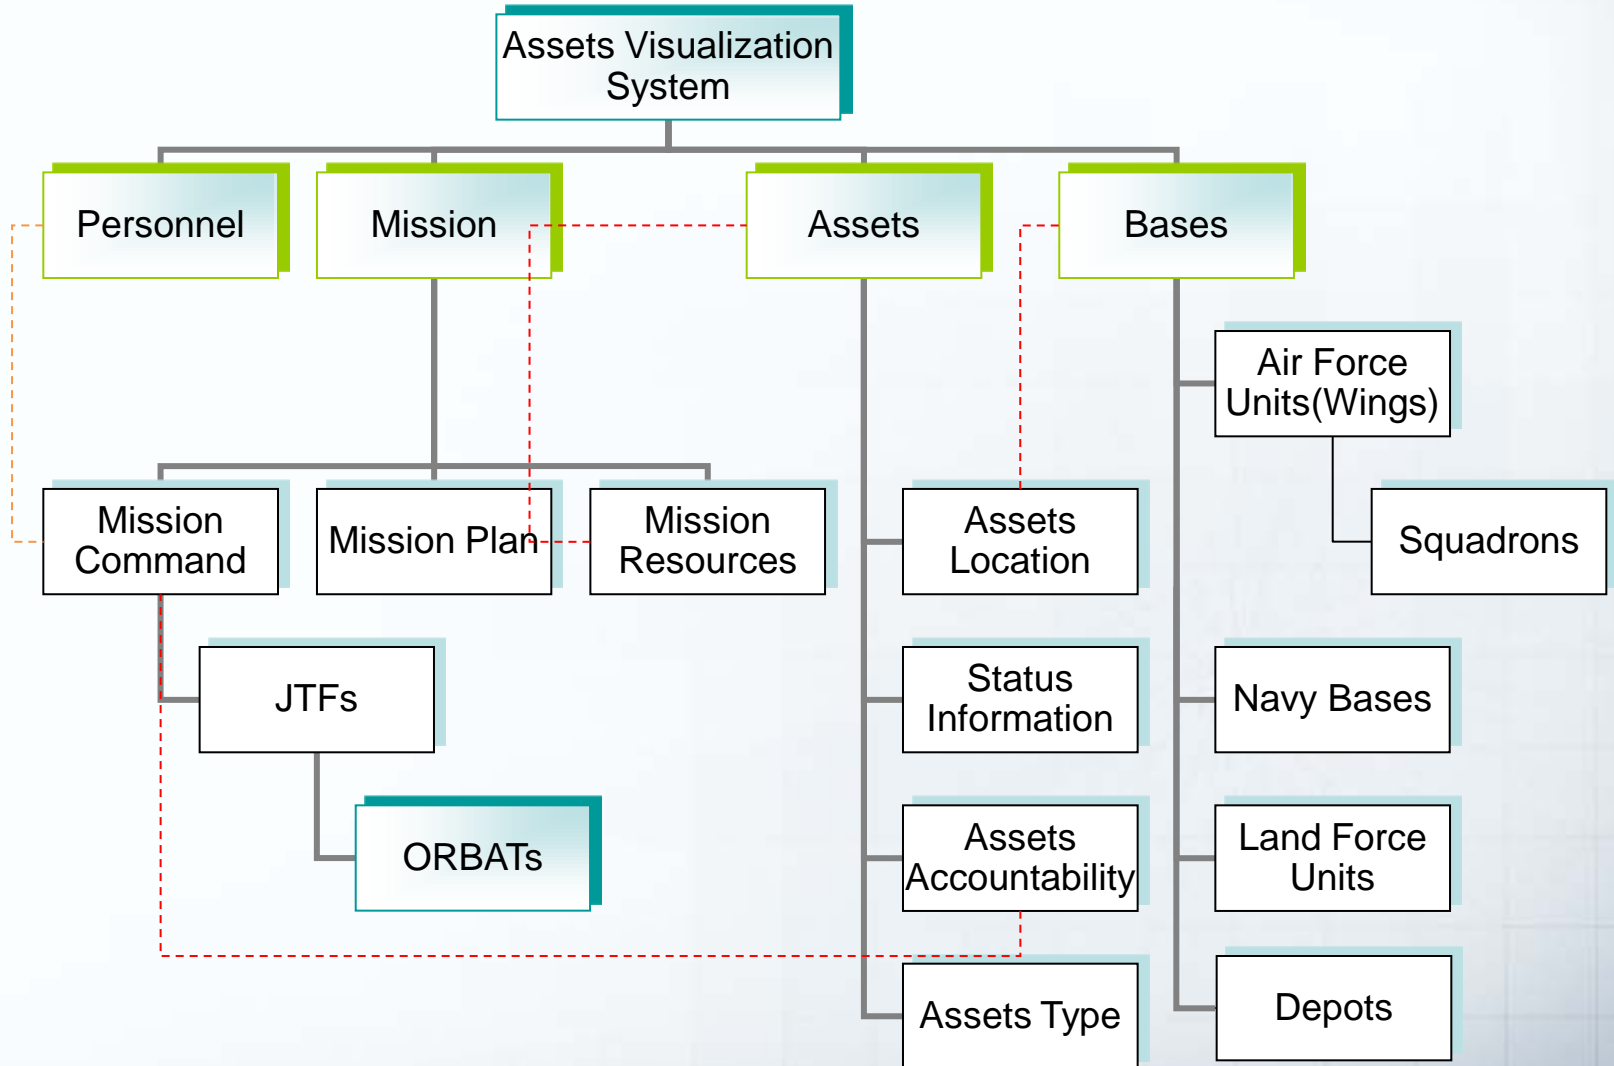 Assets Visualization
System
Personnel
Mission
Assets
Bases
Air Force
Units(Wings)
Mission
Command
Mission Plan
Mission
Resources
Assets
Location
Squadrons
JTFs
Status
Information
Navy Bases
ORBATs
Assets
Accountability
Land Force
Units
Assets Type
Depots